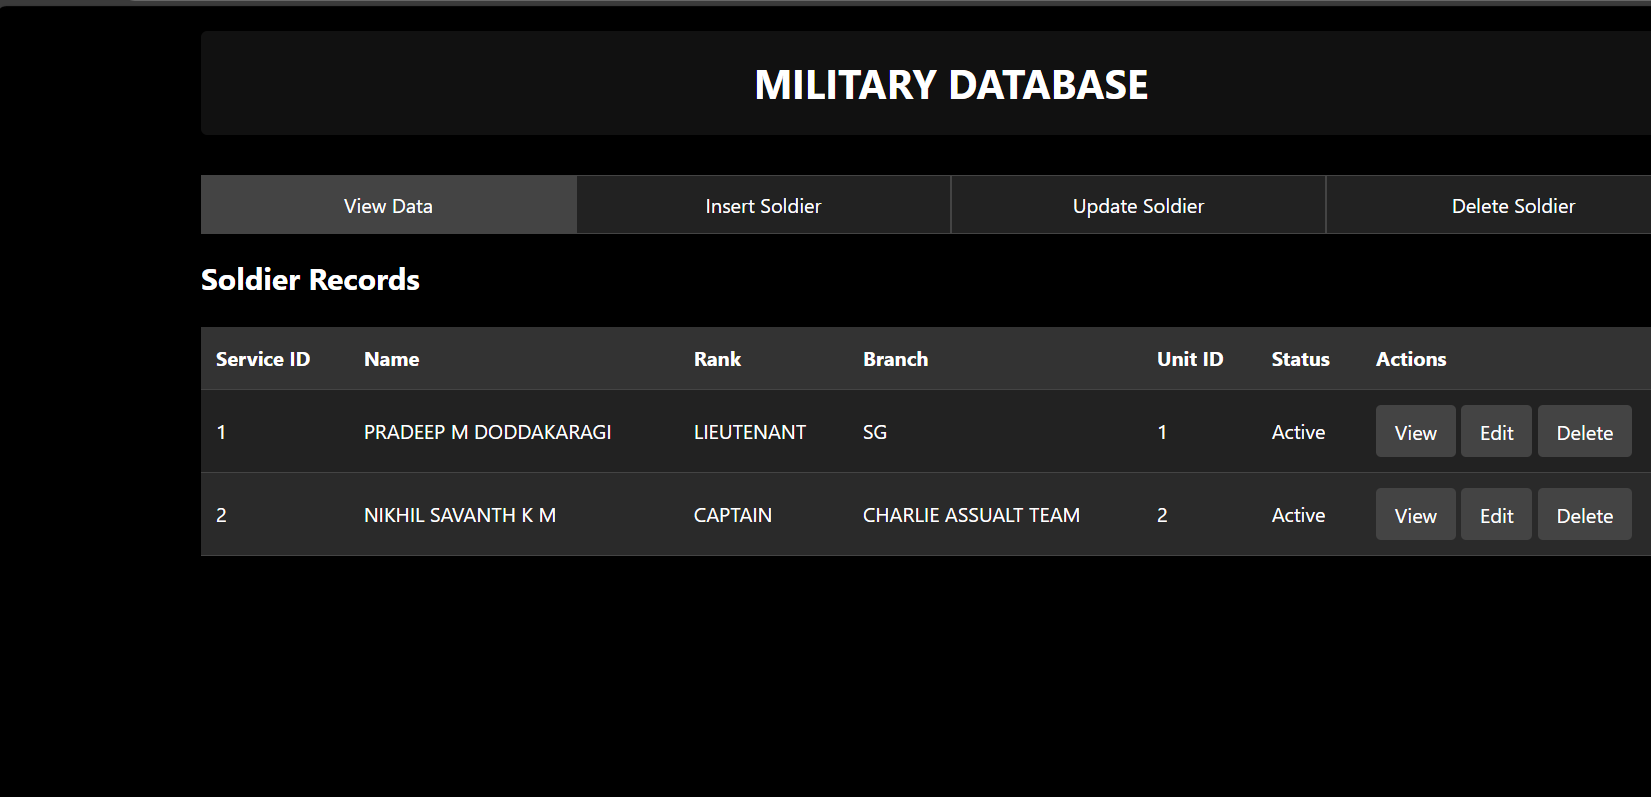 MILITARY DATABASE
View Data Insert Soldier Update Soldier Delete Soldier
Soldier Records
Service ID Name Rank Branch Unit ID Status Actions
1 PRADEEP M DODDAKARAGI LIEUTENANT SG 1 Active View Edit Delete
2 NIKHIL SAVANTH K M CAPTAIN CHARLIE ASSUALT TEAM 2 Active View Edit Delete